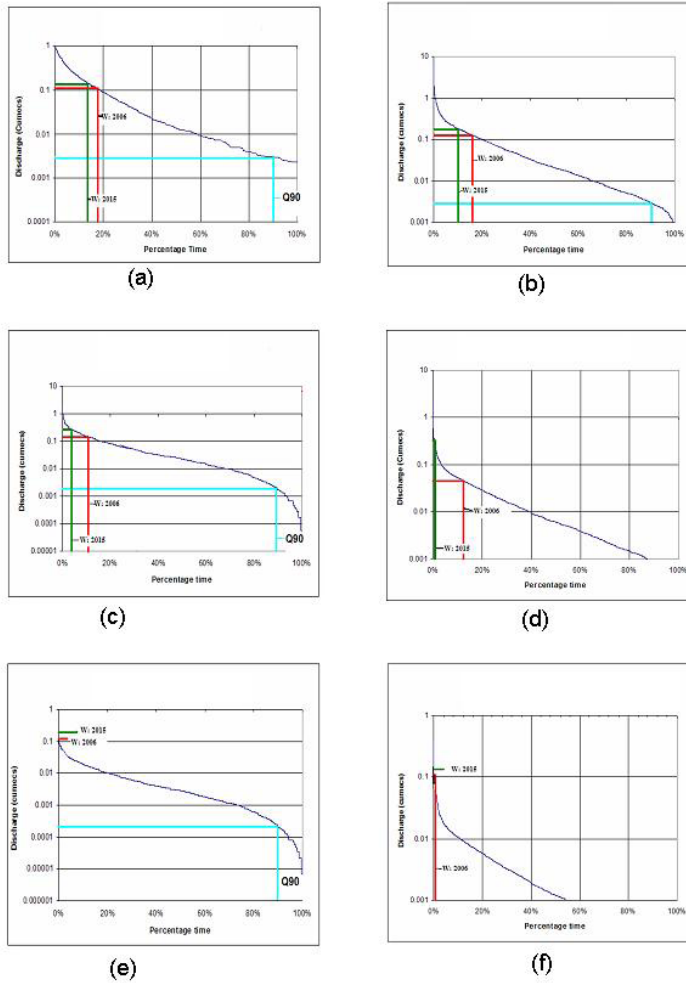 Discharge (Cumecs)
1
0.1
0.01
0.001
0.0001
W: 2006
W: 2015
Q90
0% 20% 40% 60% 80% 100%
Percentage Time
(a)
Discharge (cumecs)
10
1
0.1
0.01
0.001
W: 2006
W: 2015
0% 20% 40% 60% 80% 100%
Percentage time
(b)
Discharge (cumecs)
10
1
0.1
0.01
0.001
0.0001
0.00001
W: 2006
W: 2015
Q90
0% 20% 40% 60% 80% 100%
Percentage time
(c)
Discharge (Cumecs)
10
1
0.1
0.01
0.001
W: 2006
W: 2015
0% 20% 40% 60% 80% 100%
Percentage time
(d)
Discharge (cumecs)
1
0.1
0.01
0.001
0.0001
0.00001
0.000001
W: 2015
W: 2006
Q90
0% 20% 40% 60% 80% 100%
Percentage time
(e)
Discharge (cumecs)
1
0.1
0.01
0.001
W: 2015
W: 2006
0% 20% 40% 60% 80% 100%
Percentage time
(f)